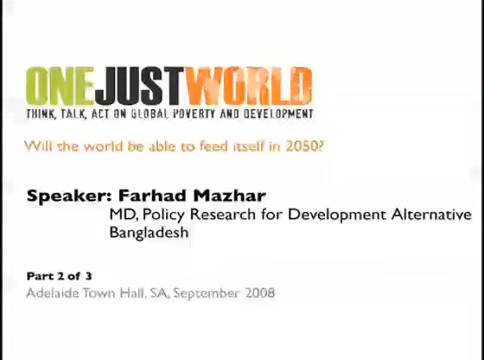 ONEJUSTWORLD
THINK, TALK, ACT ON GLOBAL POVERTY AND DEVELOPMENT
Will the world be able to feed itself in 2050?
Speaker: Farhad Mazhar
MD, Policy Research for Development Alternative
Bangladesh
Part 2 of 3
Adelaide Town Hall, SA, September 2008